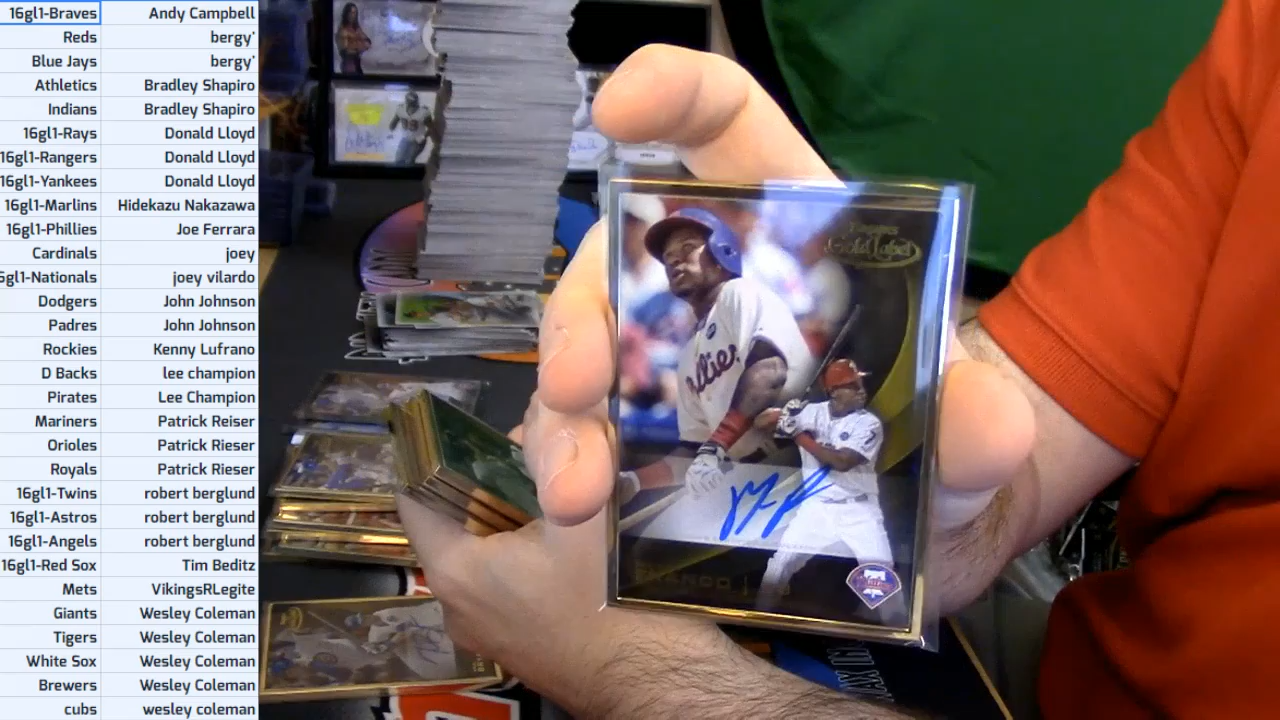 16gl1-Braves Andy Campbell
Reds bergy'
Blue Jays bergy'
Athletics Bradley Shapiro
Indians Bradley Shapiro
16gl1-Rays Donald Lloyd
16gl1-Rangers Donald Lloyd
16gl1-Yankees Donald Lloyd
16gl1-Marlins Hidekazu Nakazawa
16gl1-Phillies Joe Ferrara
Cardinals joey
6gl1-Nationals joey vilardo
Dodgers John Johnson
Padres John Johnson
Rockies Kenny Lufrano
D Backs lee champion
Pirates Lee Champion
Mariners Patrick Reiser
Orioles Patrick Rieser
Royals Patrick Rieser
16gl1-Twins robert berglund
16gl1-Astros robert berglund
16gl1-Angels robert berglund
16gl1-Red Sox Tim Beditz
Mets VikingsRLegite
Giants Wesley Coleman
Tigers Wesley Coleman
White Sox Wesley Coleman
Brewers Wesley Coleman
cubs wesley coleman
Topps
Gold Label
hillies
FRANCO